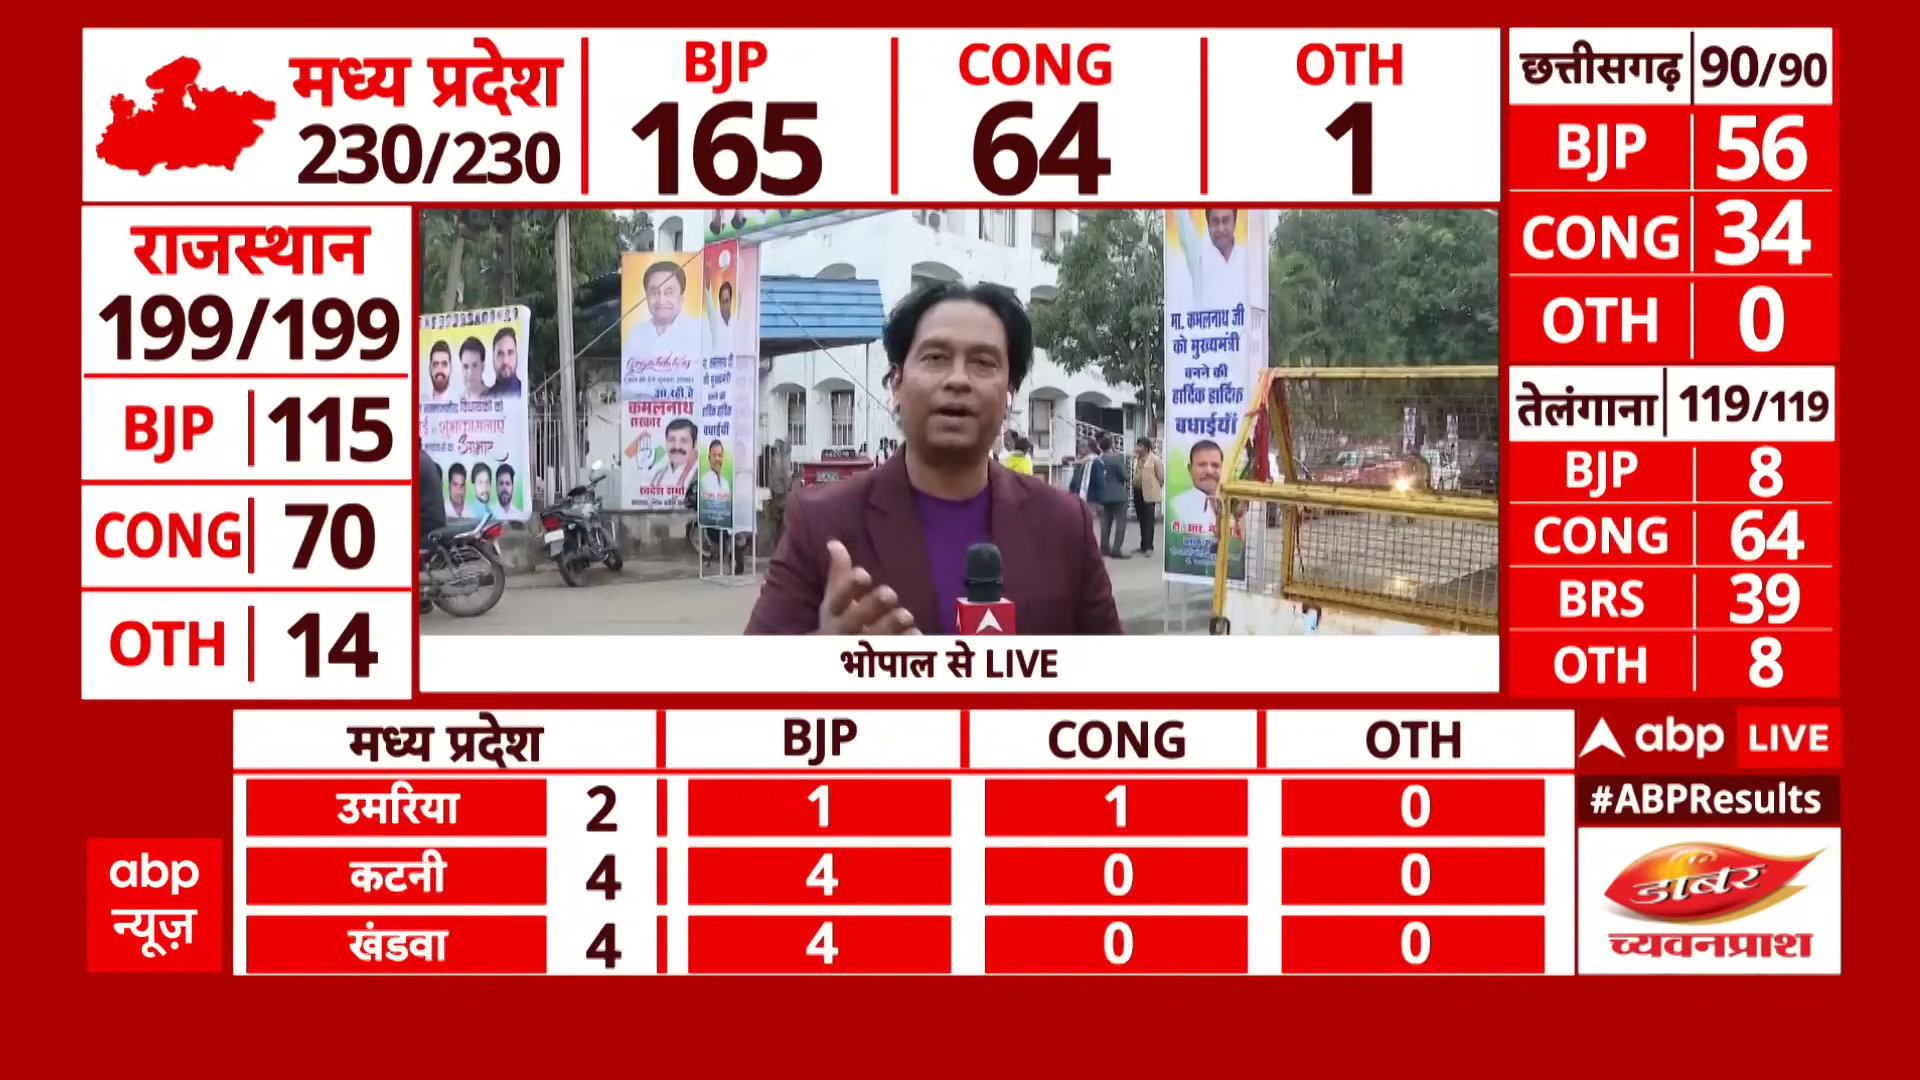 मध्य प्रदेश
230/230
BJP
165
CONG
64
OTH
1
छत्तीसगढ़ 90/90
BJP 56
CONG 34
OTH 0
राजस्थान
199/199
BJP 115
CONG 70
OTH 14
तेलंगाना 119/119
BJP 8
CONG 64
BRS 39
OTH 8
आ रही है
कमलनाथ
सरकार
मा. कमलनाथ जी
को मुख्यमंत्री
बनने की
हार्दिक हार्दिक
बधाईयाँ
भोपाल से LIVE
मध्य प्रदेश BJP CONG OTH
उमरिया 2 1 1 0
कटनी 4 4 0 0
खंडवा 4 4 0 0
abp LIVE
#ABPResults
डाबर
च्यवनप्राश
abp
न्यूज़